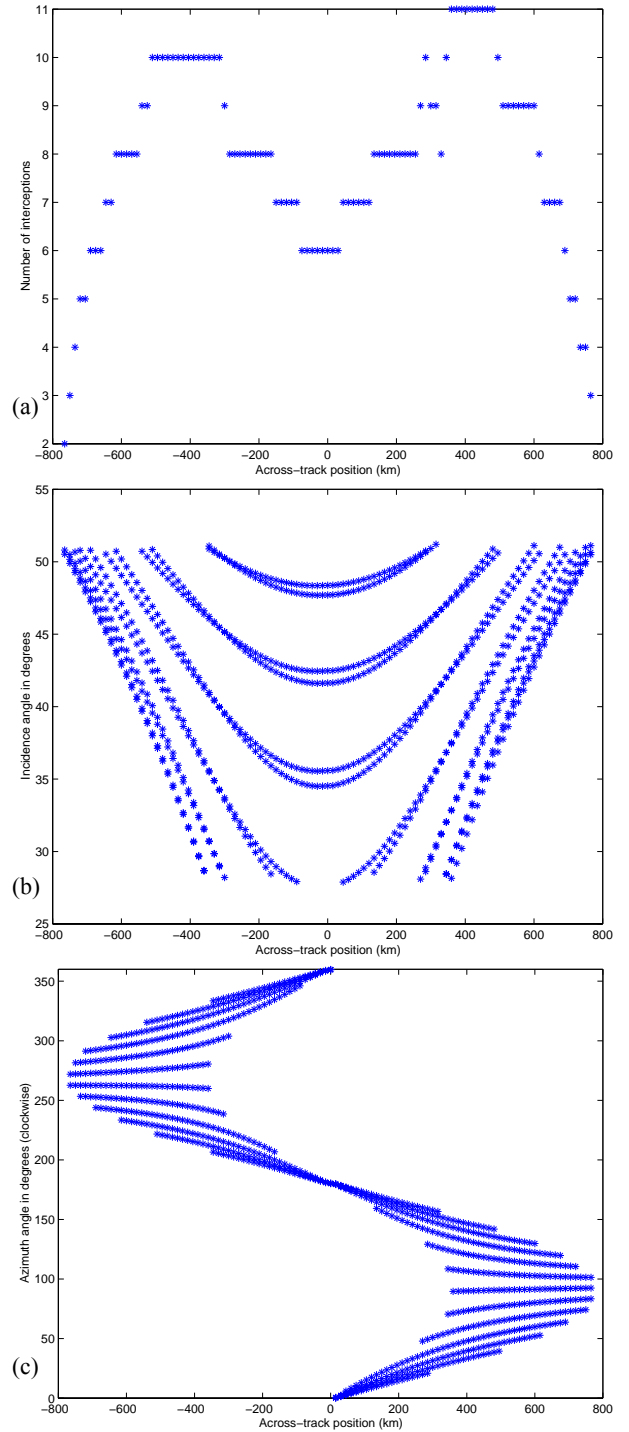 11
10
9
8
7
6
5
4
3
2
Number of interceptions
(a)
−800 −600 −400 −200 0 200 400 600 800
Across−track position (km)
55
50
45
40
35
30
25
Incidence angle in degrees
(b)
−800 −600 −400 −200 0 200 400 600 800
Across−track position (km)
350
300
250
200
150
100
50
0
Azimuth angle in degrees (clockwise)
(c)
−800 −600 −400 −200 0 200 400 600 800
Across−track position (km)